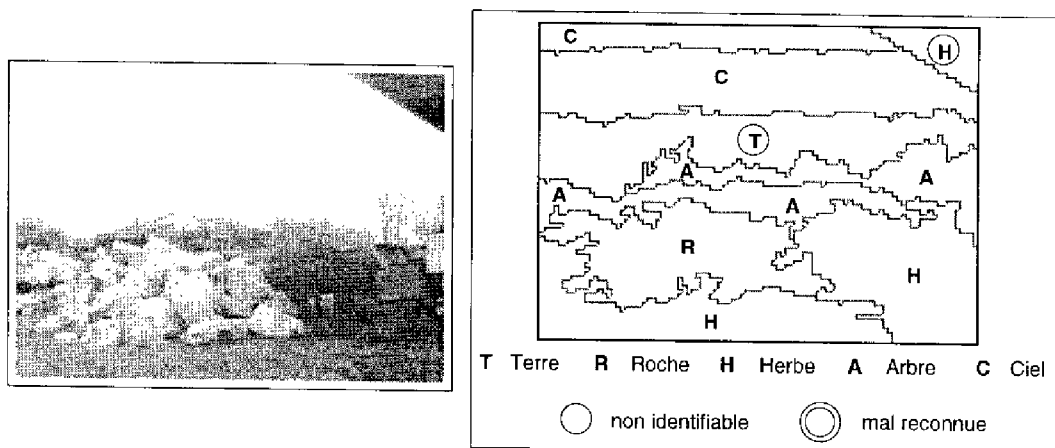 C
H
C
T
A
A
A
A
R
H
H
T Terre R Roche H Herbe A Arbre C Ciel
non identifiable mal reconnue